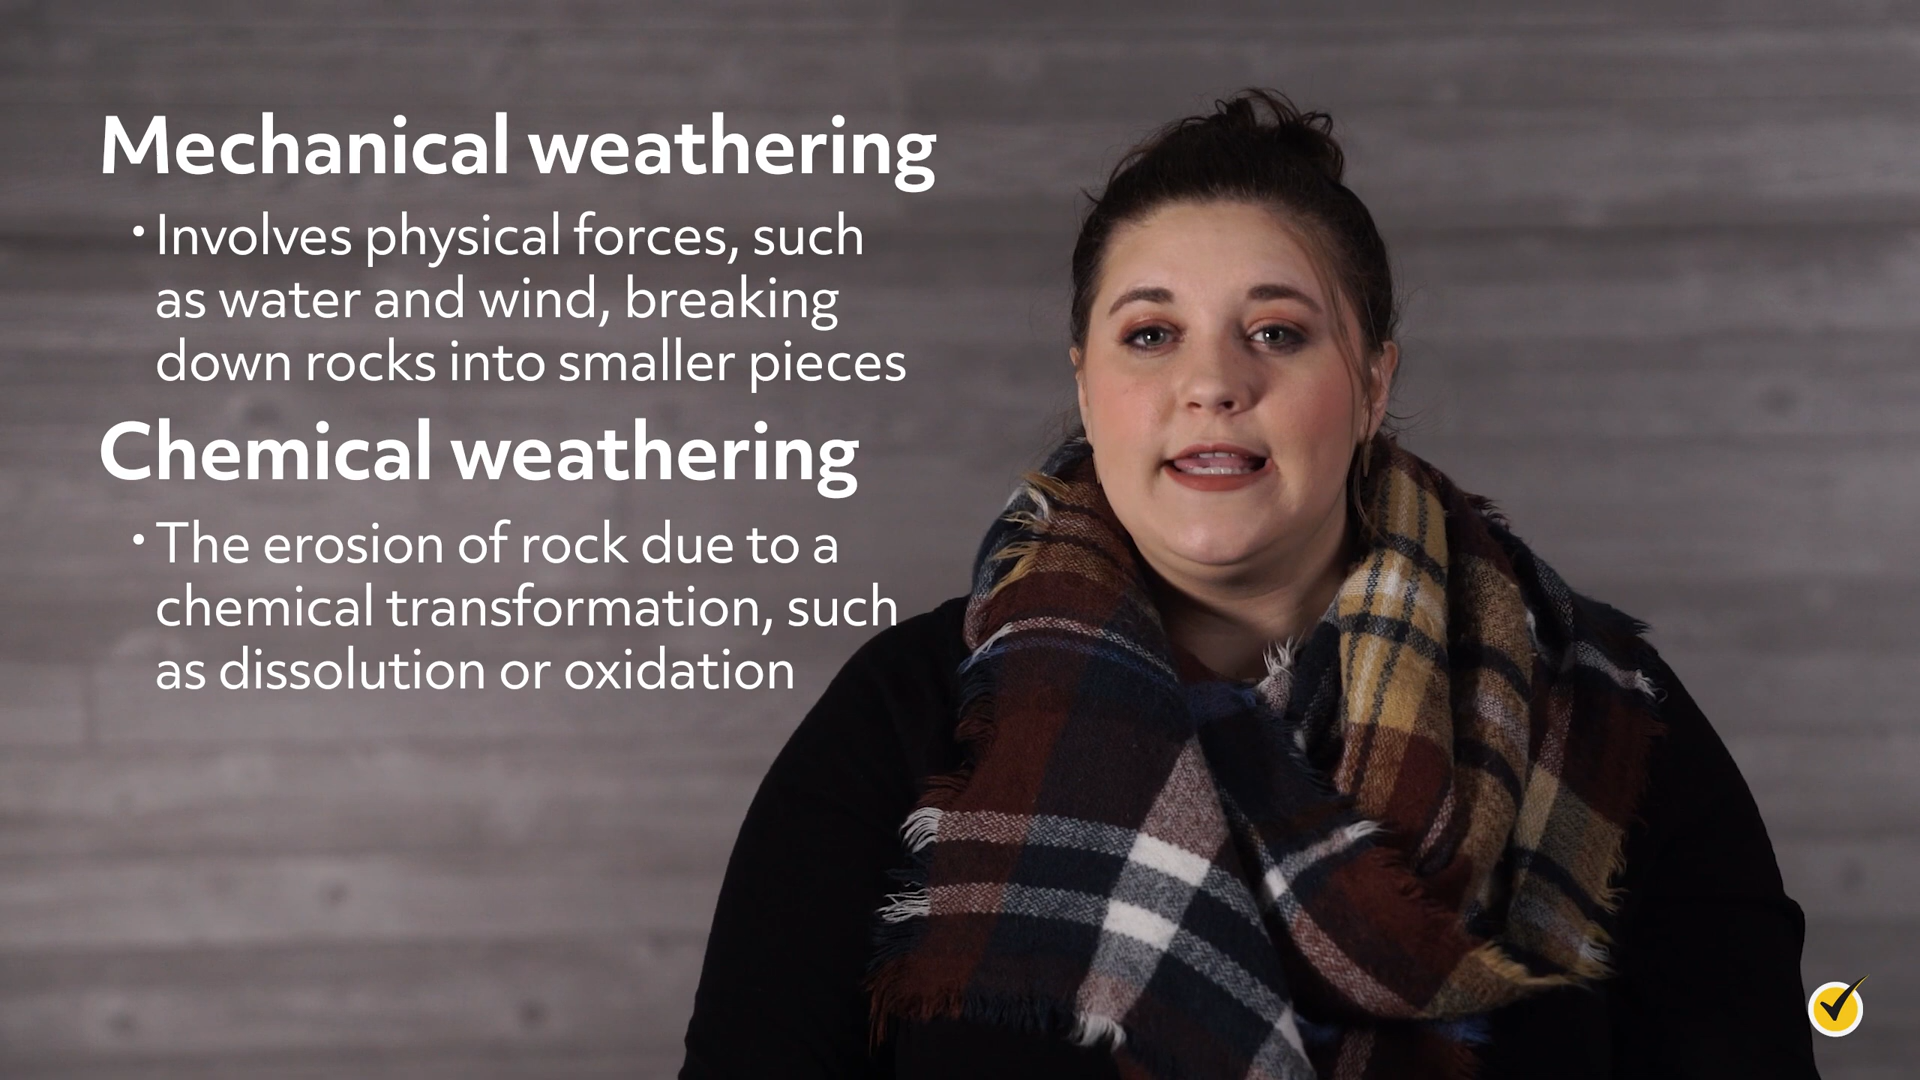 Mechanical weathering
• Involves physical forces, such
as water and wind, breaking
down rocks into smaller pieces
Chemical weathering
• The erosion of rock due to a
chemical transformation, such
as dissolution or oxidation